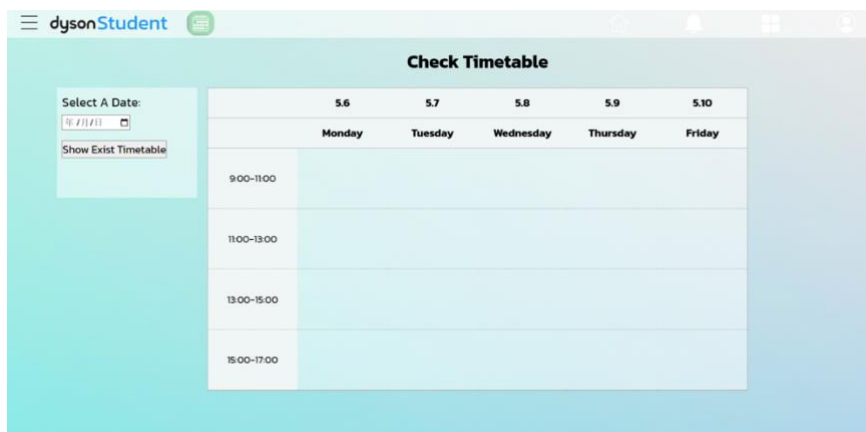 dysonStudent
Check Timetable
Select A Date:
年/月/日
Show Exist Timetable
5.6 5.7 5.8 5.9 5.10
Monday Tuesday Wednesday Thursday Friday
9:00-11:00
11:00-13:00
13:00-15:00
15:00-17:00